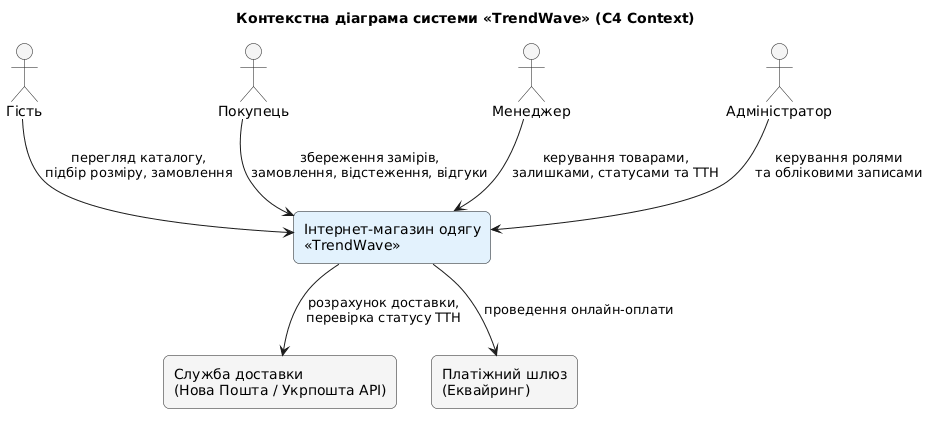 Контекстна діаграма системи «TrendWave» (C4 Context)
Гість
Покупець
Менеджер
Адміністратор
перегляд каталогу,
підбір розміру, замовлення
збереження замірів,
замовлення, відстеження, відгуки
керування товарами,
залишками, статусами та ТТН
керування ролями
та обліковими записами
Інтернет-магазин одягу
«TrendWave»
розрахунок доставки,
перевірка статусу ТТН
проведення онлайн-оплати
Служба доставки
(Нова Пошта / Укрпошта API)
Платіжний шлюз
(Еквайринг)